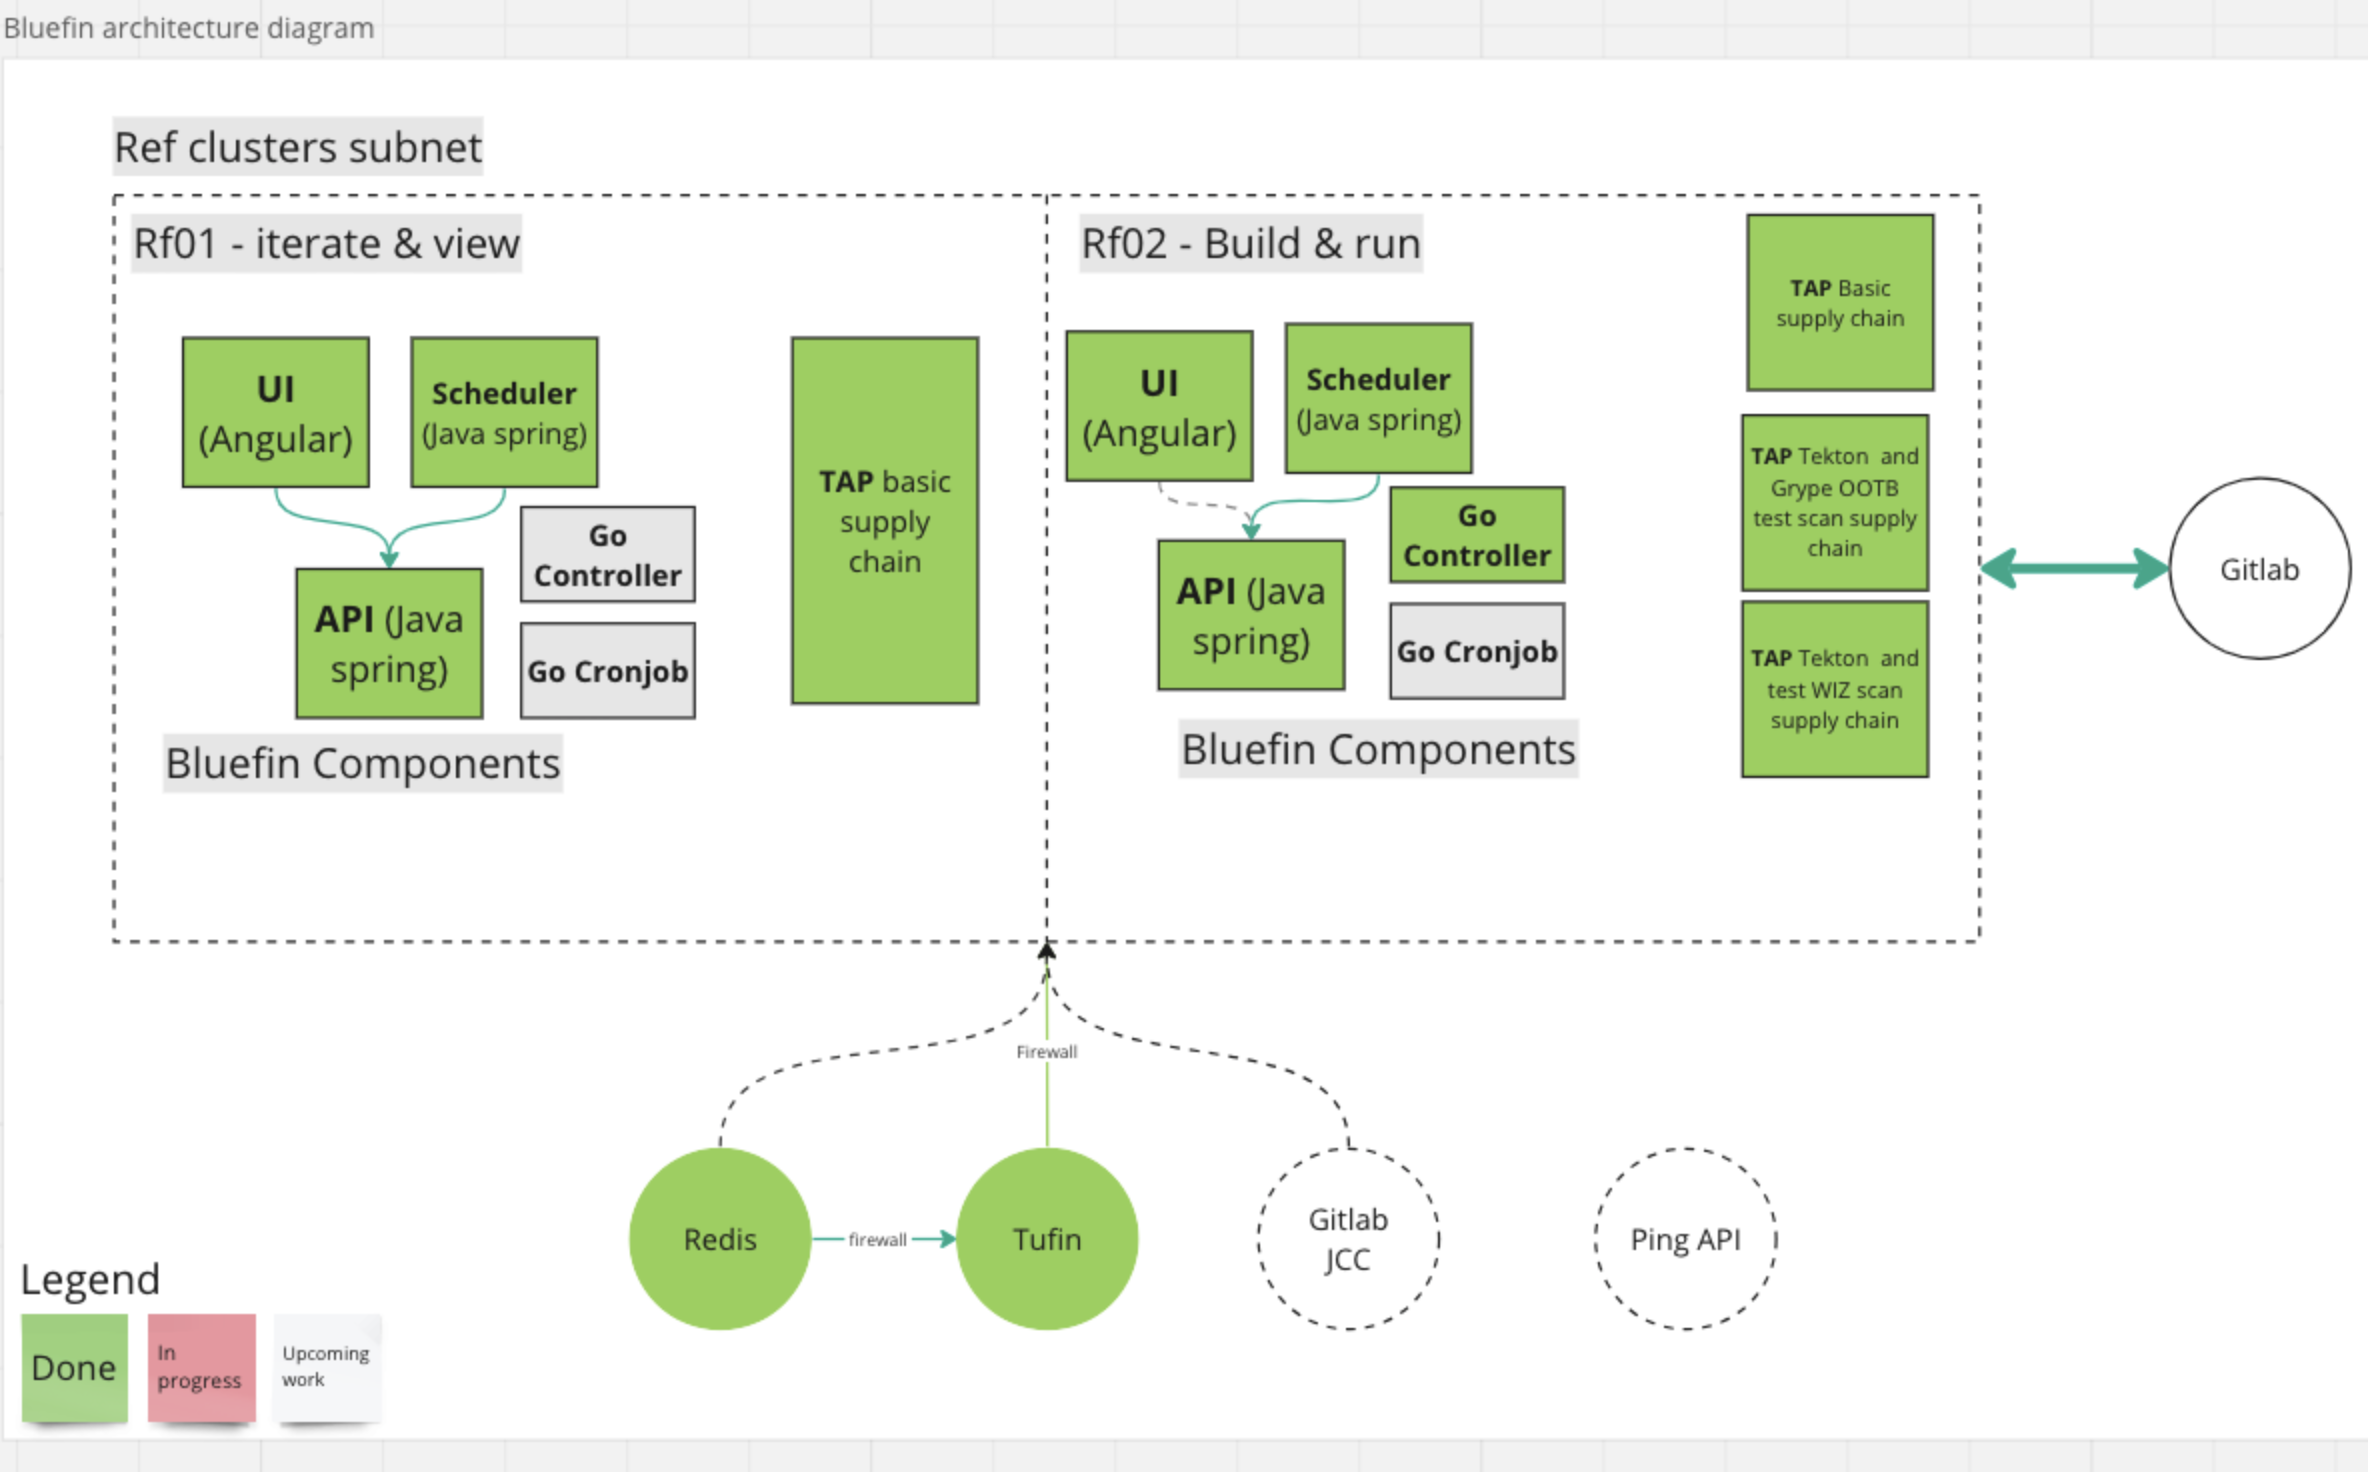 Bluefin architecture diagram
Ref clusters subnet
Rf01 - iterate & view
UI
(Angular)
Scheduler
(Java spring)
API (Java
spring)
Go
Controller
Go Cronjob
TAP basic
supply
chain
Bluefin Components
Rf02 - Build & run
UI
(Angular)
Scheduler
(Java spring)
API (Java
spring)
Go
Controller
Go Cronjob
Bluefin Components
TAP Basic
supply chain
TAP Tekton and
Grype OOTB
test scan supply
chain
TAP Tekton and
test WIZ scan
supply chain
Gitlab
Firewall
Redis
firewall
Tufin
Gitlab
JCC
Ping API
Legend
Done
In
progress
Upcoming
work